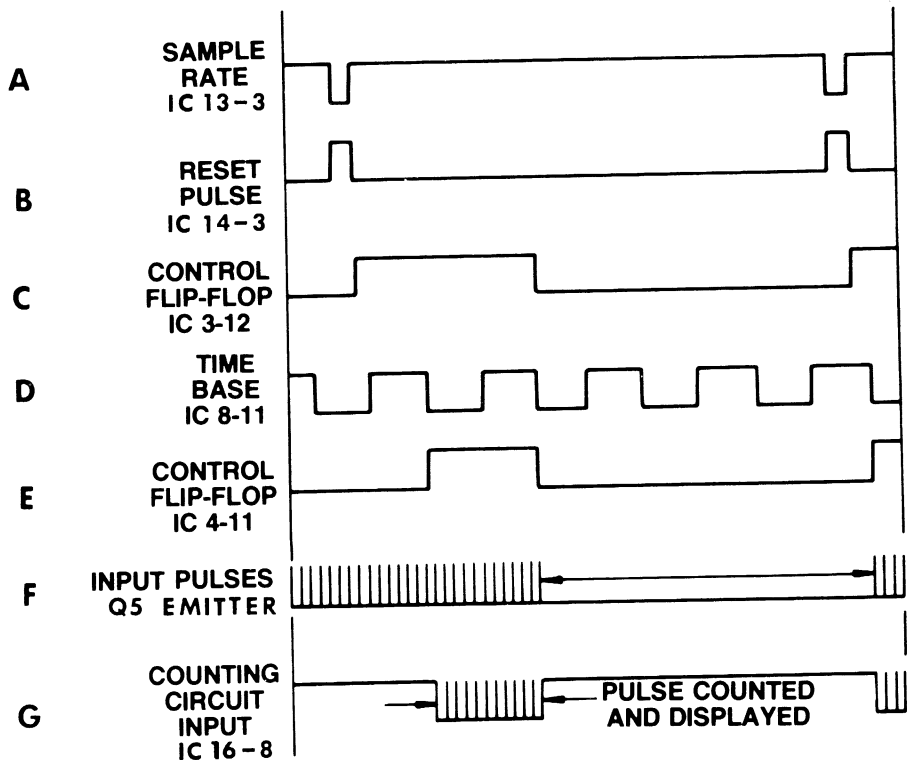 A
SAMPLE
RATE
IC 13-3
B
RESET
PULSE
IC 14-3
C
CONTROL
FLIP-FLOP
IC 3-12
D
TIME
BASE
IC 8-11
E
CONTROL
FLIP-FLOP
IC 4-11
F
INPUT PULSES
Q5 EMITTER
G
COUNTING
CIRCUIT
INPUT
IC 16-8
PULSE COUNTED
AND DISPLAYED